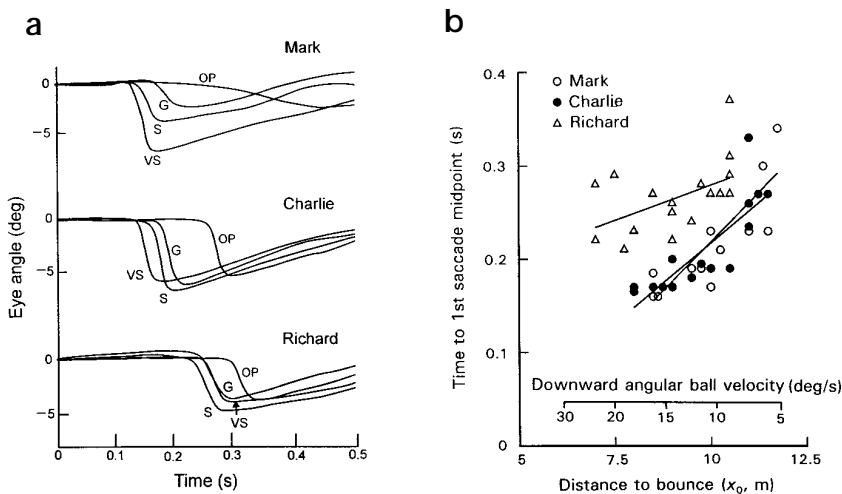 a
Mark
OP
G
S
VS
0
−5
Charlie
OP
G
VS
S
0
−5
Richard
OP
G
S
VS
0
−5
Eye angle (deg)
0 0.1 0.2 0.3 0.4 0.5
Time (s)
b
0.4
0.3
0.2
0.1
0
Time to 1st saccade midpoint (s)
Mark
Charlie
Richard
Downward angular ball velocity (deg/s)
30 20 15 10 5
5 7.5 10 12.5
Distance to bounce (x₀, m)